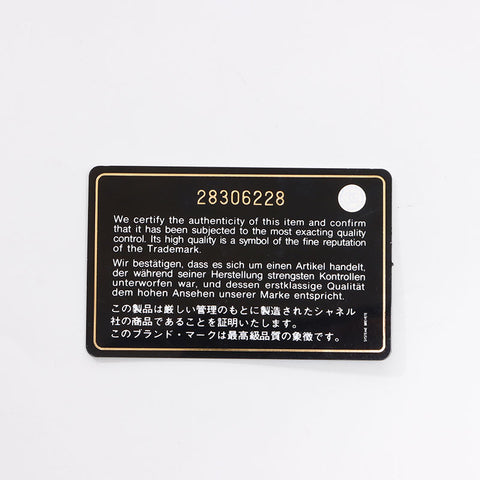 28306228
We certify the authenticity of this item and confirm
that it has been subjected to the most exacting quality
control. Its high quality is a symbol of the fine reputation
of the Trademark.
Wir bestätigen, dass es sich um einen Artikel handelt,
der während seiner Herstellung strengsten Kontrollen
unterworfen war, und dessen erstklassige Qualität
dem hohen Ansehen unserer Marke entspricht.
この製品は厳しい管理のもとに製造されたシャネル
社の商品であることを証明いたします。
このブランド・マークは最高級品質の象徴です。